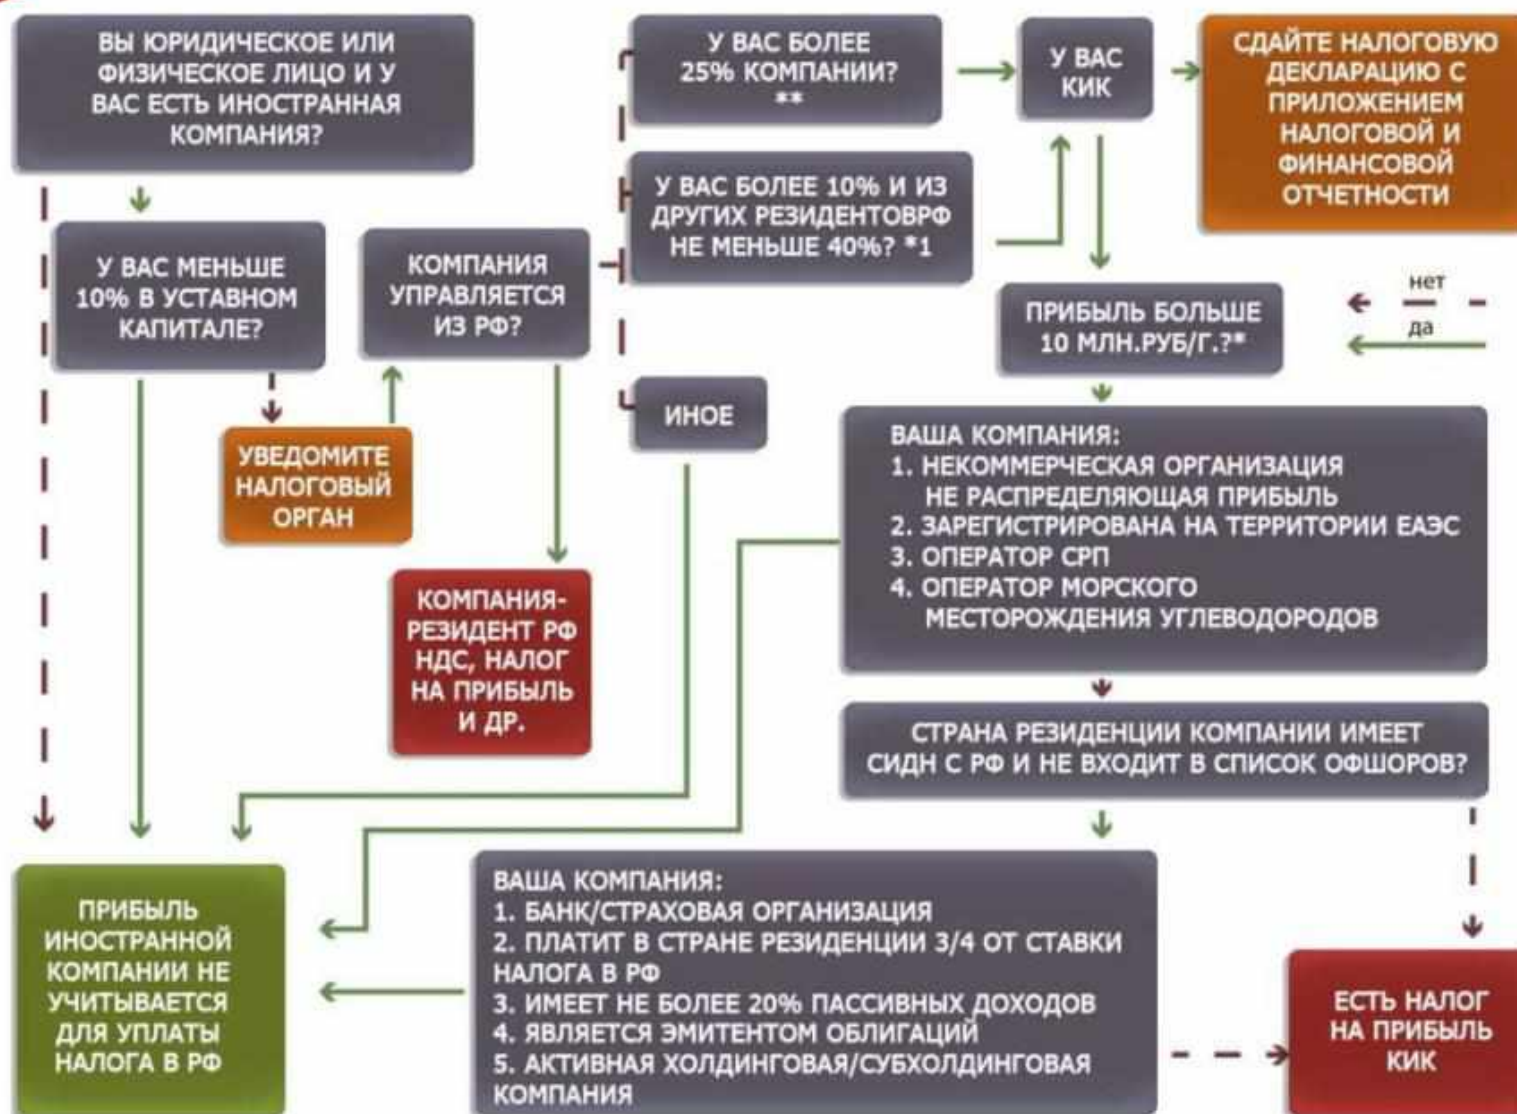 ВЫ ЮРИДИЧЕСКОЕ ИЛИ
ФИЗИЧЕСКОЕ ЛИЦО И У
ВАС ЕСТЬ ИНОСТРАННАЯ
КОМПАНИЯ?
У ВАС БОЛЕЕ
25% КОМПАНИИ?
**
У ВАС
КИК
СДАЙТЕ НАЛОГОВУЮ
ДЕКЛАРАЦИЮ С
ПРИЛОЖЕНИЕМ
НАЛОГОВОЙ И
ФИНАНСОВОЙ
ОТЧЕТНОСТИ
У ВАС БОЛЕЕ 10% И ИЗ
ДРУГИХ РЕЗИДЕНТОВРФ
НЕ МЕНЬШЕ 40%? *1
У ВАС МЕНЬШЕ
10% В УСТАВНОМ
КАПИТАЛЕ?
КОМПАНИЯ
УПРАВЛЯЕТСЯ
ИЗ РФ?
ПРИБЫЛЬ БОЛЬШЕ
10 МЛН.РУБ/Г.?*
нет
да
ИНОЕ
УВЕДОМИТЕ
НАЛОГОВЫЙ
ОРГАН
ВАША КОМПАНИЯ:
1. НЕКОММЕРЧЕСКАЯ ОРГАНИЗАЦИЯ
НЕ РАСПРЕДЕЛЯЮЩАЯ ПРИБЫЛЬ
2. ЗАРЕГИСТРИРОВАНА НА ТЕРРИТОРИИ ЕАЭС
3. ОПЕРАТОР СРП
4. ОПЕРАТОР МОРСКОГО
МЕСТОРОЖДЕНИЯ УГЛЕВОДОРОДОВ
КОМПАНИЯ-
РЕЗИДЕНТ РФ
НДС, НАЛОГ
НА ПРИБЫЛЬ
И ДР.
СТРАНА РЕЗИДЕНЦИИ КОМПАНИИ ИМЕЕТ
СИДН С РФ И НЕ ВХОДИТ В СПИСОК ОФШОРОВ?
ПРИБЫЛЬ
ИНОСТРАННОЙ
КОМПАНИИ НЕ
УЧИТЫВАЕТСЯ
ДЛЯ УПЛАТЫ
НАЛОГА В РФ
ВАША КОМПАНИЯ:
1. БАНК/СТРАХОВАЯ ОРГАНИЗАЦИЯ
2. ПЛАТИТ В СТРАНЕ РЕЗИДЕНЦИИ 3/4 ОТ СТАВКИ
НАЛОГА В РФ
3. ИМЕЕТ НЕ БОЛЕЕ 20% ПАССИВНЫХ ДОХОДОВ
4. ЯВЛЯЕТСЯ ЭМИТЕНТОМ ОБЛИГАЦИЙ
5. АКТИВНАЯ ХОЛДИНГОВАЯ/СУБХОЛДИНГОВАЯ
КОМПАНИЯ
ЕСТЬ НАЛОГ
НА ПРИБЫЛЬ
КИК